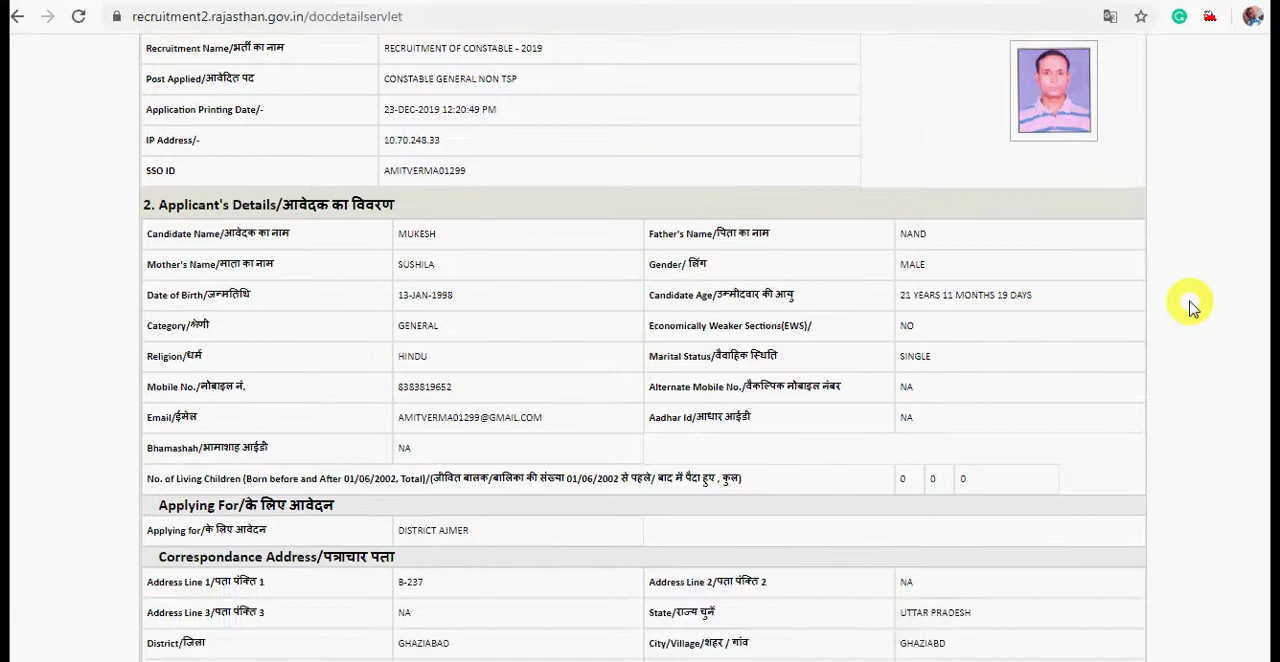 recruitment2.rajasthan.gov.in/docdetailservlet
Recruitment Name/भर्ती का नाम RECRUITMENT OF CONSTABLE - 2019
Post Applied/आवेदित पद CONSTABLE GENERAL NON TSP
Application Printing Date/- 23-DEC-2019 12:20:49 PM
IP Address/- 10.70.248.33
SSO ID AMITVERMA01299
2. Applicant's Details/आवेदक का विवरण
Candidate Name/आवेदक का नाम MUKESH Father's Name/पिता का नाम NAND
Mother's Name/माता का नाम SUSHILA Gender/ लिंग MALE
Date of Birth/जन्मतिथि 13-JAN-1998 Candidate Age/उम्मीदवार की आयु 21 YEARS 11 MONTHS 19 DAYS
Category/श्रेणी GENERAL Economically Weaker Sections(EWS)/ NO
Religion/धर्म HINDU Marital Status/वैवाहिक स्थिति SINGLE
Mobile No./मोबाइल नं. 8383819652 Alternate Mobile No./वैकल्पिक मोबाइल नंबर NA
Email/ईमेल AMITVERMA01299@GMAIL.COM Aadhar Id/आधार आईडी NA
Bhamashah/भामाशाह आईडी NA
No. of Living Children (Born before and After 01/06/2002, Total)/(जीवित बालक/बालिका की संख्या 01/06/2002 से पहले/ बाद में पैदा हुए , कुल) 0 0 0
Applying For/के लिए आवेदन
Applying for/के लिए आवेदन DISTRICT AJMER
Correspondance Address/पत्राचार पता
Address Line 1/पता पंक्ति 1 B-237 Address Line 2/पता पंक्ति 2 NA
Address Line 3/पता पंक्ति 3 NA State/राज्य चुनें UTTAR PRADESH
District/जिला GHAZIABAD City/Village/शहर / गांव GHAZIABD